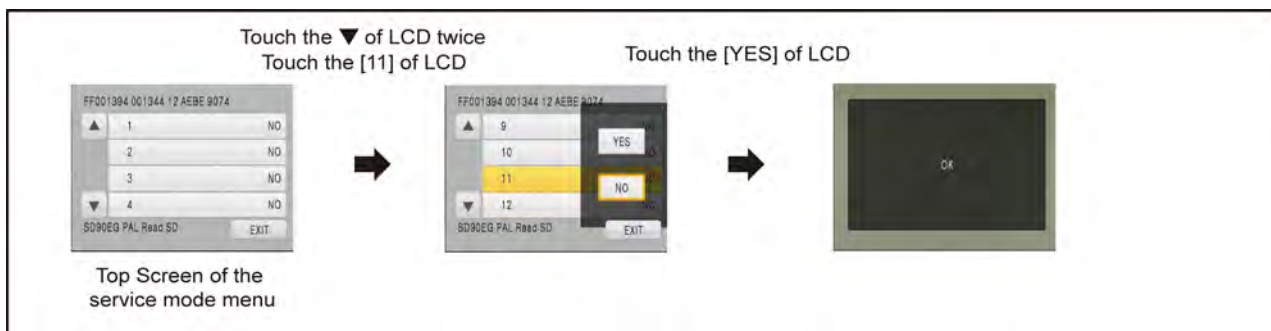 Touch the ▼ of LCD twice
Touch the [11] of LCD
Touch the [YES] of LCD
FF001394 001344 12 AEBE 9074
▲ 1 NO
2 NO
3 NO
▼ 4 NO
SD90EG PAL Read SD EXIT
Top Screen of the
service mode menu
FF001394 001344 12 AEBE 9074
▲ 9
YES
10
11
NO
▼ 12
SD90EG PAL Read SD EXIT
OK